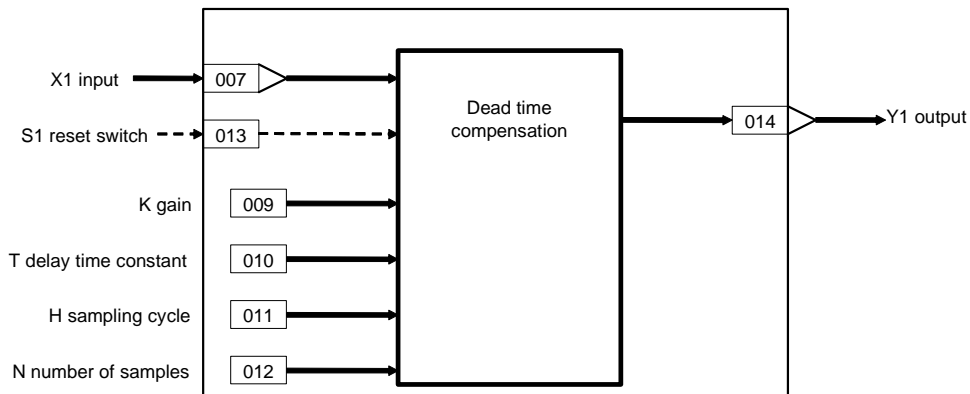 X1 input
007
S1 reset switch
013
Dead time
compensation
014
Y1 output
K gain
009
T delay time constant
010
H sampling cycle
011
N number of samples
012